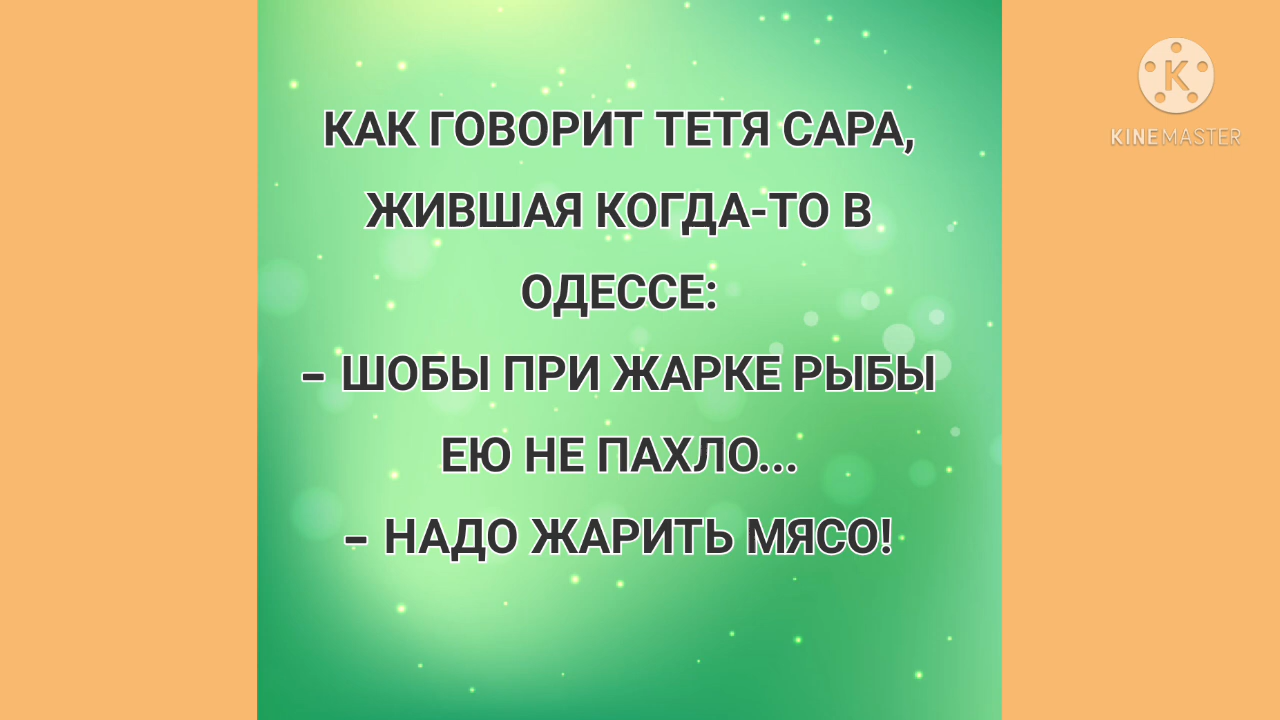 КАК ГОВОРИТ ТЕТЯ САРА,
ЖИВШАЯ КОГДА-ТО В
ОДЕССЕ:
– ШОБЫ ПРИ ЖАРКЕ РЫБЫ
ЕЮ НЕ ПАХЛО...
– НАДО ЖАРИТЬ МЯСО!
K
KINEMASTER